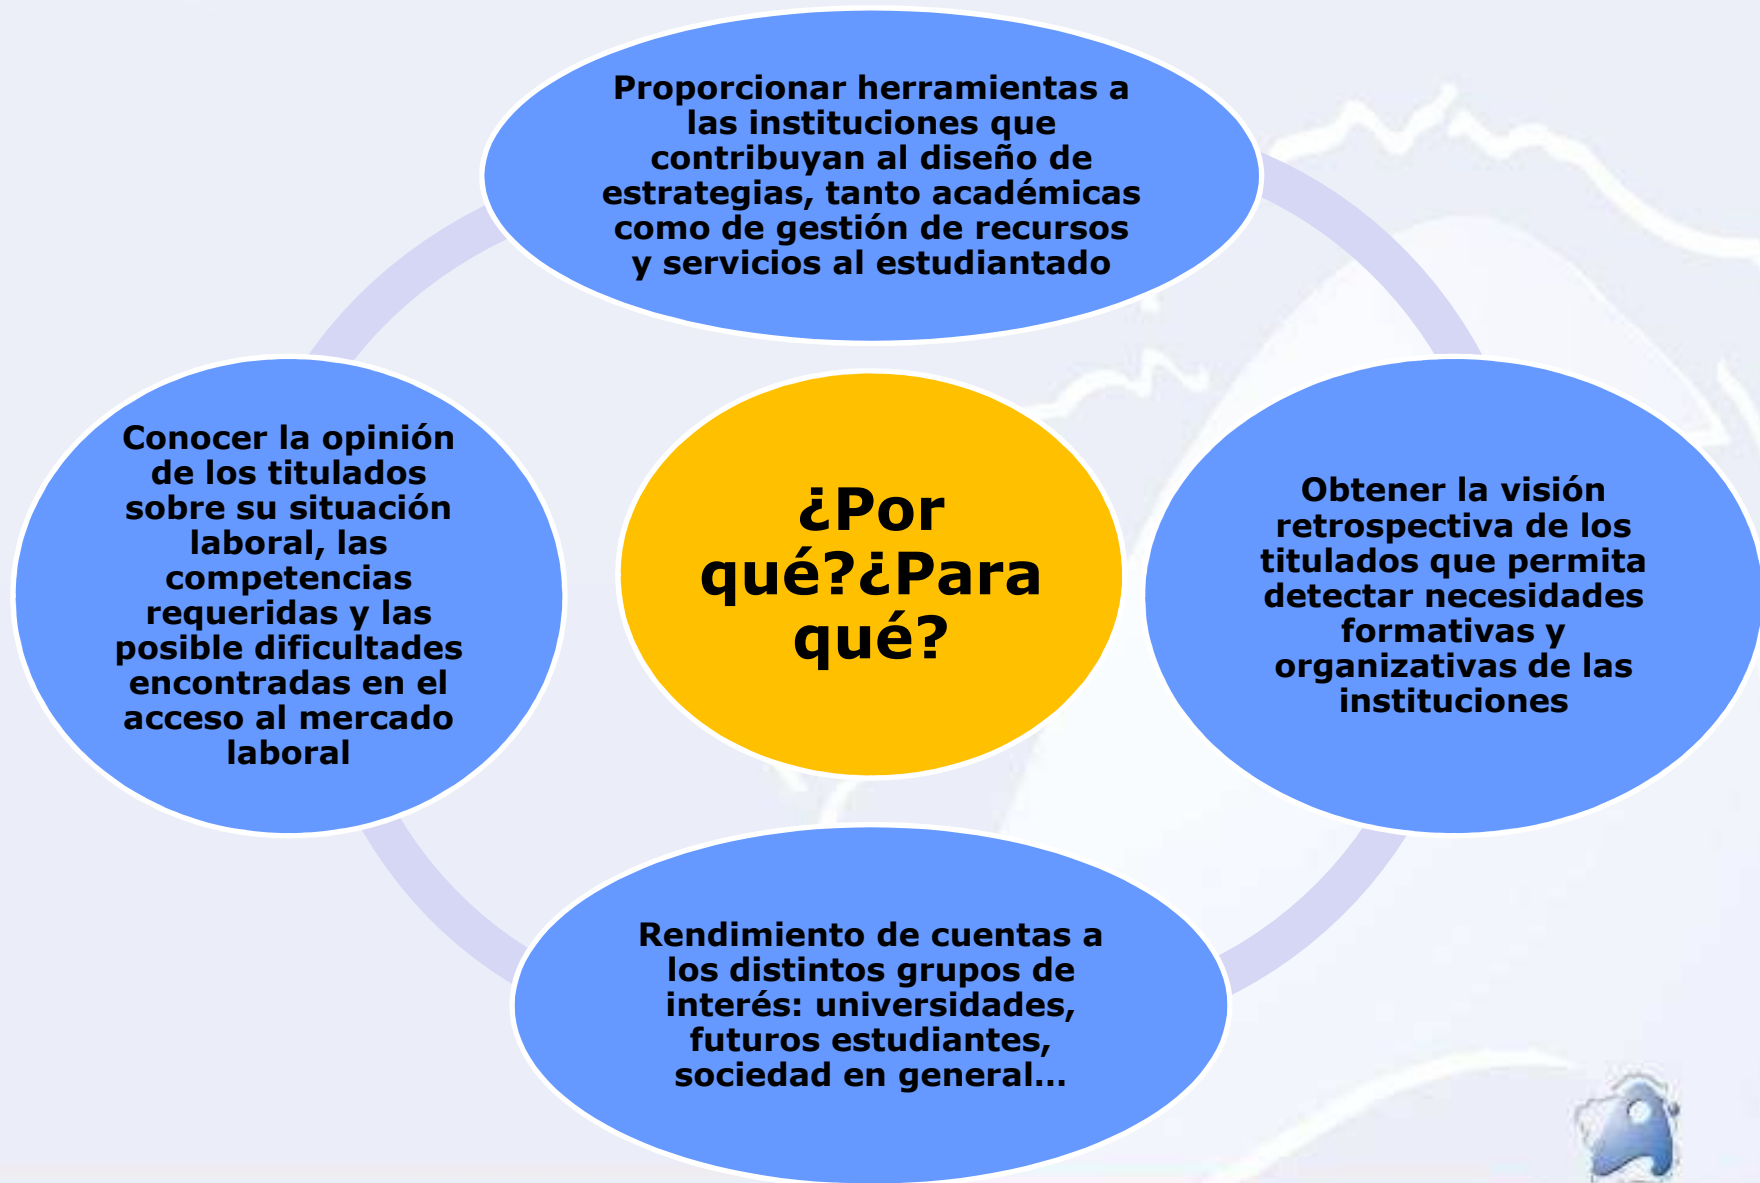 Proporcionar herramientas a
las instituciones que
contribuyan al diseño de
estrategias, tanto académicas
como de gestión de recursos
y servicios al estudiantado
Conocer la opinión
de los titulados
sobre su situación
laboral, las
competencias
requeridas y las
posible dificultades
encontradas en el
acceso al mercado
laboral
¿Por
qué?¿Para
qué?
Obtener la visión
retrospectiva de los
titulados que permita
detectar necesidades
formativas y
organizativas de las
instituciones
Rendimiento de cuentas a
los distintos grupos de
interés: universidades,
futuros estudiantes,
sociedad en general…